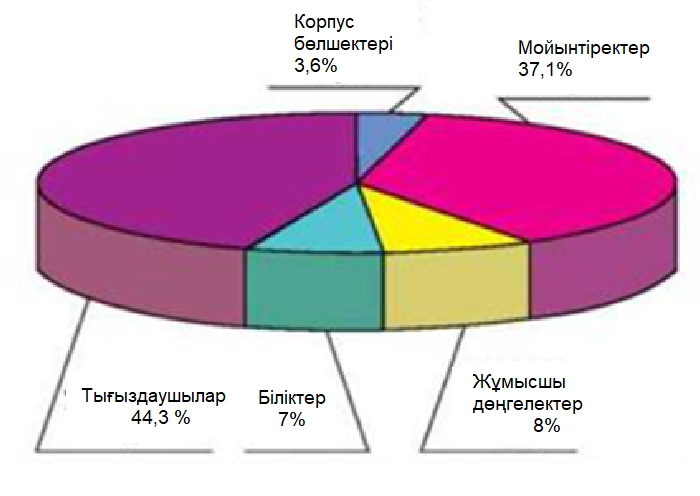 Корпус
бөлшектері
3,6%
Мойынтіректер
37,1%
Тығыздаушылар
44,3 %
Біліктер
7%
Жұмысшы
дөңгелектер
8%